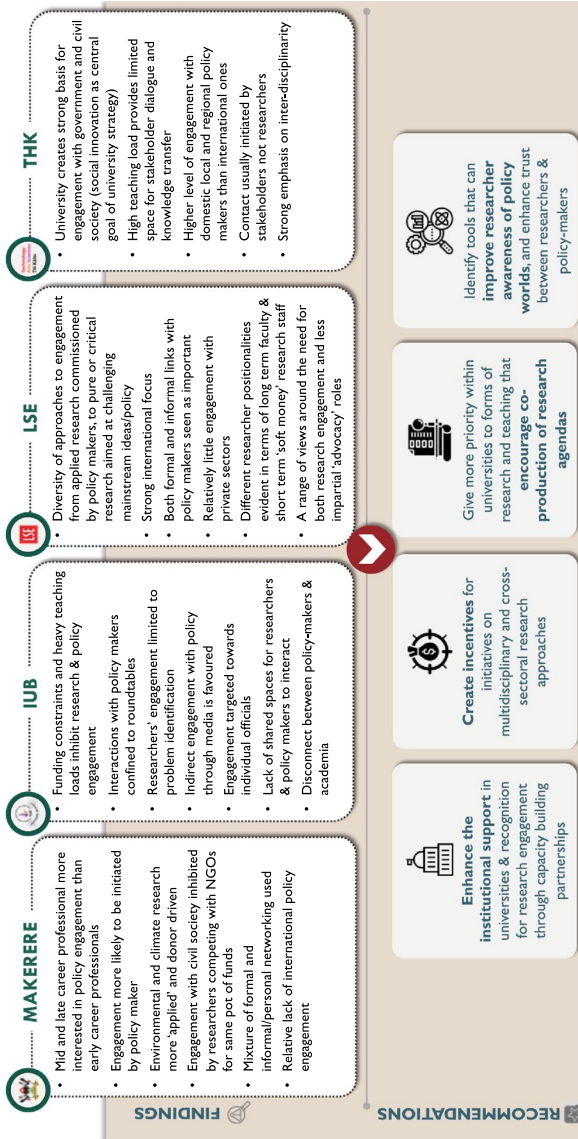 MAKERERE
• Mid and late career professional more
interested in policy engagement than
early career professionals
• Engagement more likely to be initiated
by policy maker
• Environmental and climate research
more 'applied' and donor driven
• Engagement with civil society inhibited
by researchers competing with NGOs
for same pot of funds
• Mixture of formal and
informal/personal networking used
• Relative lack of international policy
engagement
IUB
• Funding constraints and heavy teaching
loads inhibit research & policy
engagement
• Interactions with policy makers
confined to roundtables
• Researchers' engagement limited to
problem identification
• Indirect engagement with policy
through media is favoured
• Engagement targeted towards
individual officials
• Lack of shared spaces for researchers
& policy makers to interact
• Disconnect between policy-makers &
academia
LSE
LSE
• Diversity of approaches to engagement
from applied research commissioned
by policy makers, to pure or critical
research aimed at challenging
mainstream ideas/policy
• Strong international focus
• Both formal and informal links with
policy makers seen as important
• Relatively little engagement with
private sectors
• Different researcher positionalities
evident in terms of long term faculty &
short term 'soft money' research staff
• A range of views around the need for
both research engagement and less
impartial 'advocacy' roles
THK
• University creates strong basis for
engagement with government and civil
society (social innovation as central
goal of university strategy)
• High teaching load provides limited
space for stakeholder dialogue and
knowledge transfer
• Higher level of engagement with
domestic local and regional policy
makers than international ones
• Contact usually initiated by
stakeholders not researchers
• Strong emphasis on inter-disciplinarity
FINDINGS
RECOMMENDATIONS
Enhance the
institutional support in
universities & recognition
for research engagement
through capacity building
partnerships
Create incentives for
initiatives on
multidisciplinary and cross-
sectoral research
approaches
Give more priority within
universities to forms of
research and teaching that
encourage co-
production of research
agendas
Identify tools that can
improve researcher
awareness of policy
worlds, and enhance trust
between researchers &
policy-makers